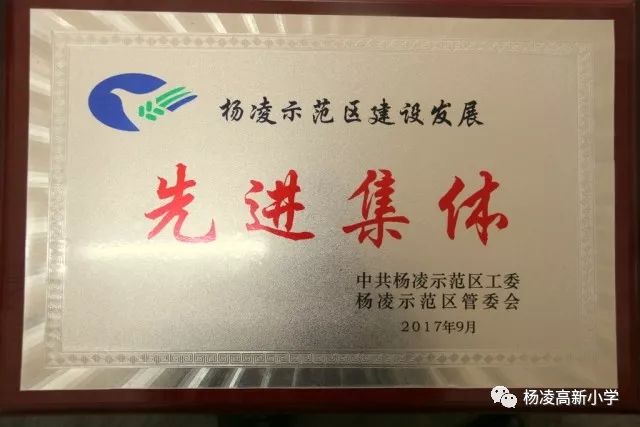 杨凌示范区建设发展
先进集体
中共杨凌示范区工委
杨凌示范区管委会
2017年9月
杨凌高新小学